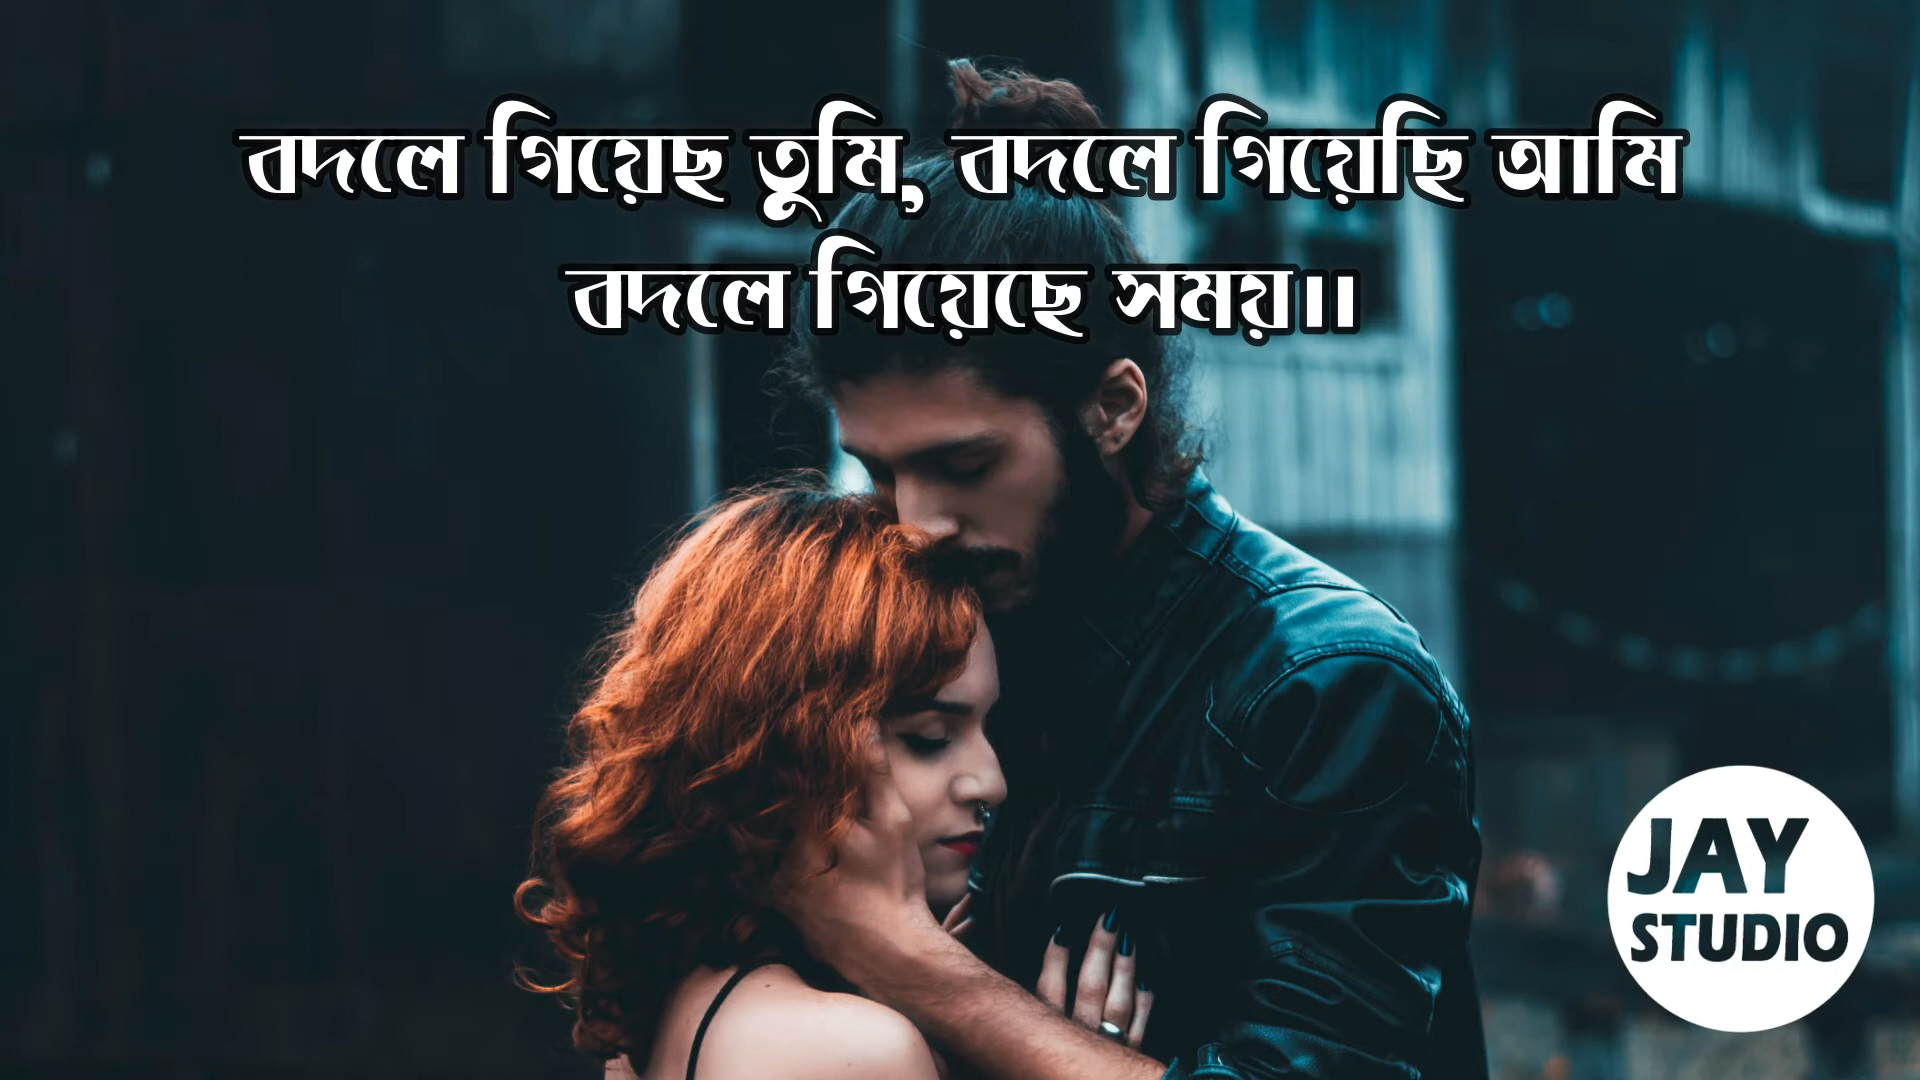 বদলে গিয়েছ তুমি, বদলে গিয়েছি আমি
বদলে গিয়েছে সময়।।
JAY
STUDIO